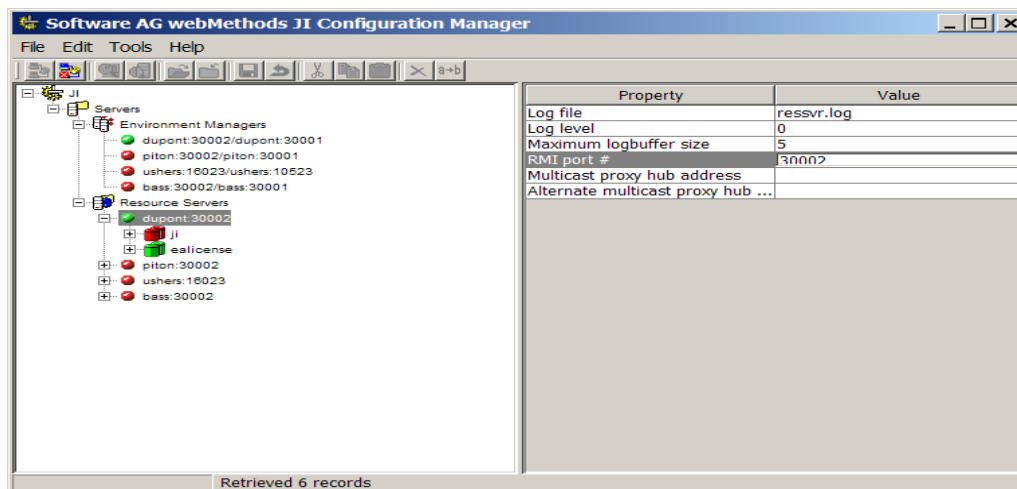 Software AG webMethods JI Configuration Manager
File Edit Tools Help
a→b
JI
Servers
Environment Managers
dupont:30002/dupont:30001
piton:30002/piton:30001
ushers:16023/ushers:10523
bass:30002/bass:30001
Resource Servers
dupont:30002
ji
ealicense
piton:30002
ushers:16023
bass:30002
Property Value
Log file ressvr.log
Log level 0
Maximum logbuffer size 5
RMI port # 30002
Multicast proxy hub address
Alternate multicast proxy hub ...
Retrieved 6 records